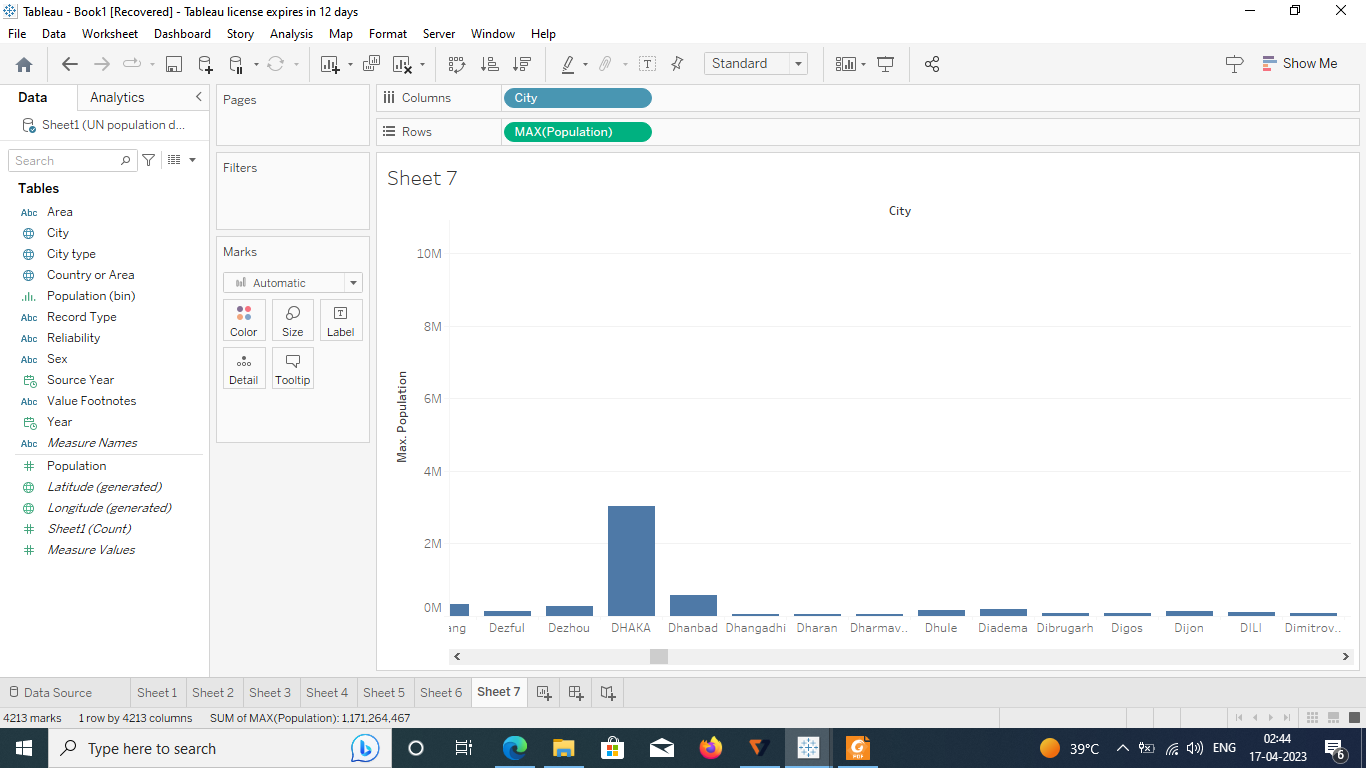 Tableau - Book1 [Recovered] - Tableau license expires in 12 days
File Data Worksheet Dashboard Story Analysis Map Format Server Window Help
Standard
Show Me
Data Analytics
Sheet1 (UN population d...
Search
Tables
Abc Area
City
City type
Country or Area
Population (bin)
Abc Record Type
Abc Reliability
Abc Sex
Source Year
Abc Value Footnotes
Year
Abc Measure Names
Population
Latitude (generated)
Longitude (generated)
Sheet1 (Count)
Measure Values
Pages
Filters
Marks
Automatic
Color Size Label
Detail Tooltip
Columns City
Rows MAX(Population)
Sheet 7
City
Max. Population
10M
8M
6M
4M
2M
0M
ang Dezful Dezhou DHAKA Dhanbad Dhangadhi Dharan Dharmav.. Dhule Diadema Dibrugarh Digos Dijon DILI Dimitrov..
Data Source Sheet 1 Sheet 2 Sheet 3 Sheet 4 Sheet 5 Sheet 6 Sheet 7
4213 marks 1 row by 4213 columns SUM of MAX(Population): 1,171,264,467
Type here to search
39°C
ENG
02:44
17-04-2023
6